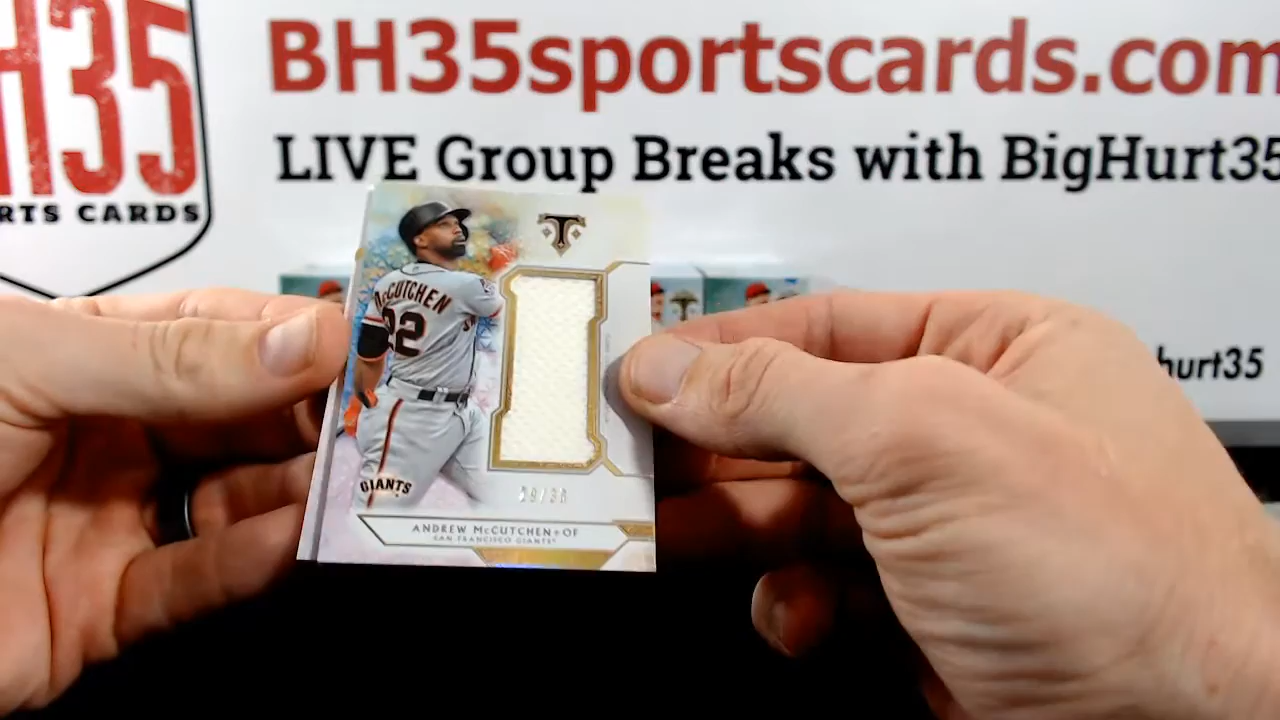 BH35sportscards.com
LIVE Group Breaks with BigHurt35
H35
RTS CARDS
hurt35
T
McCUTCHEN
22
GIANTS
ANDREW McCUTCHEN OF
SAN FRANCISCO GIANTS